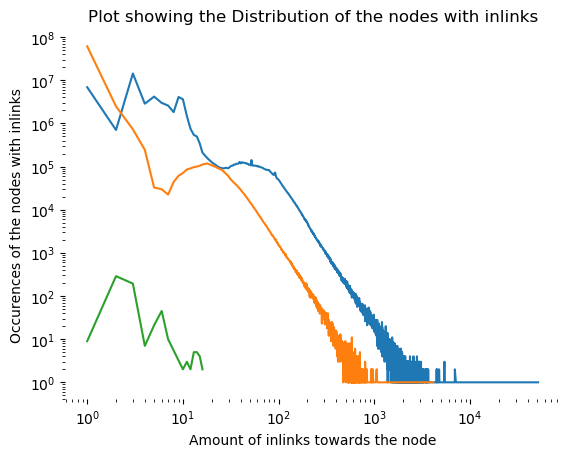 Plot showing the Distribution of the nodes with inlinks
Occurences of the nodes with inlinks
10^8
10^7
10^6
10^5
10^4
10^3
10^2
10^1
10^0
10^0 10^1 10^2 10^3 10^4
Amount of inlinks towards the node